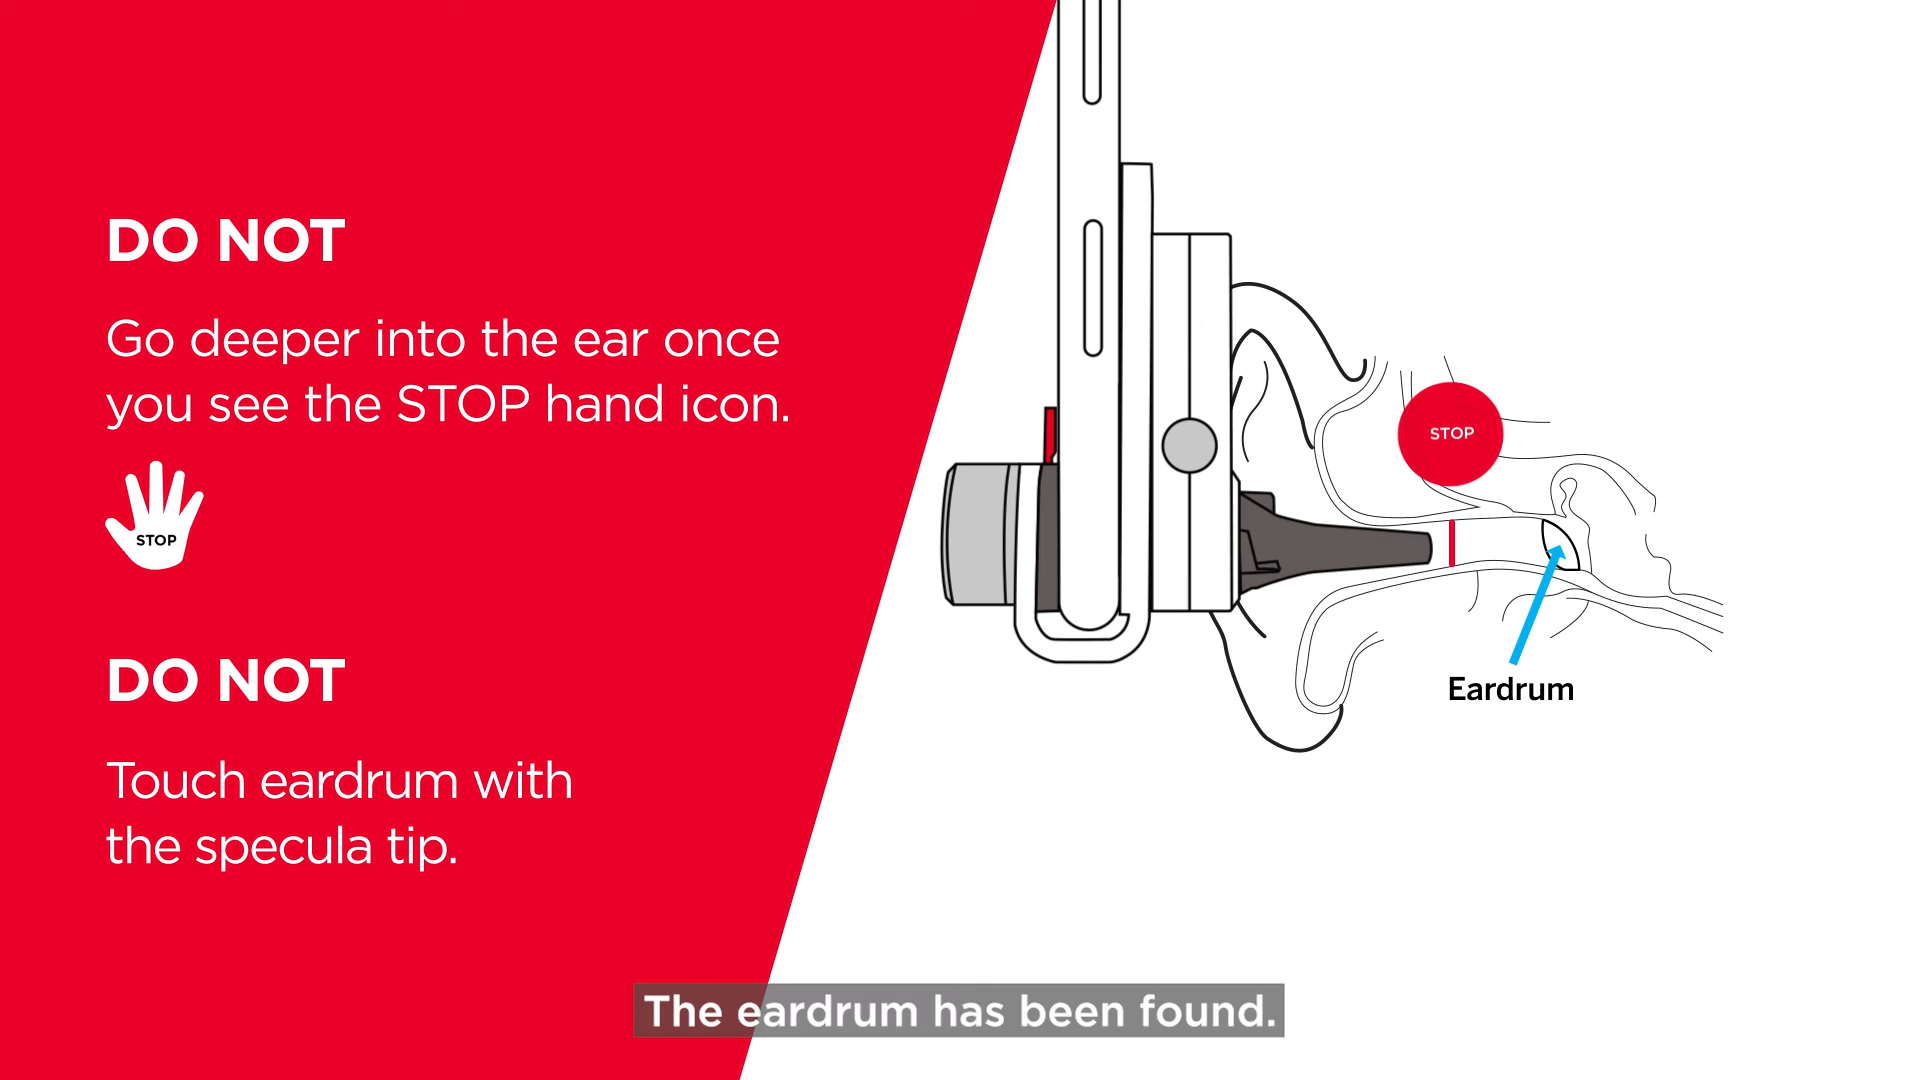 DO NOT
Go deeper into the ear once
you see the STOP hand icon.
STOP
DO NOT
Touch eardrum with
the specula tip.
STOP
Eardrum
The eardrum has been found.